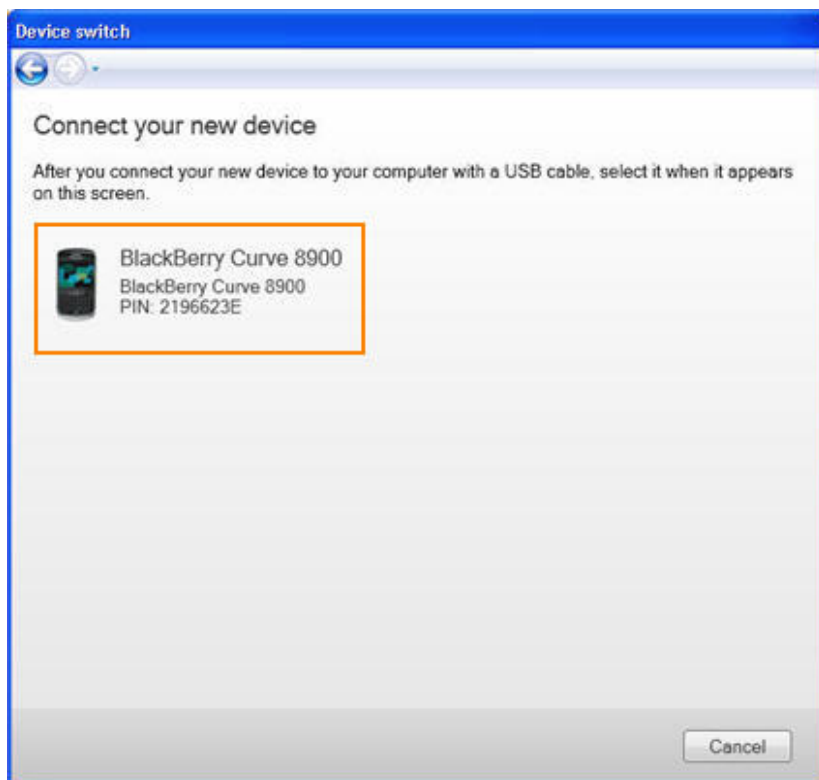 Device switch
Connect your new device
After you connect your new device to your computer with a USB cable, select it when it appears
on this screen.
BlackBerry Curve 8900
BlackBerry Curve 8900
PIN: 2196623E
Cancel